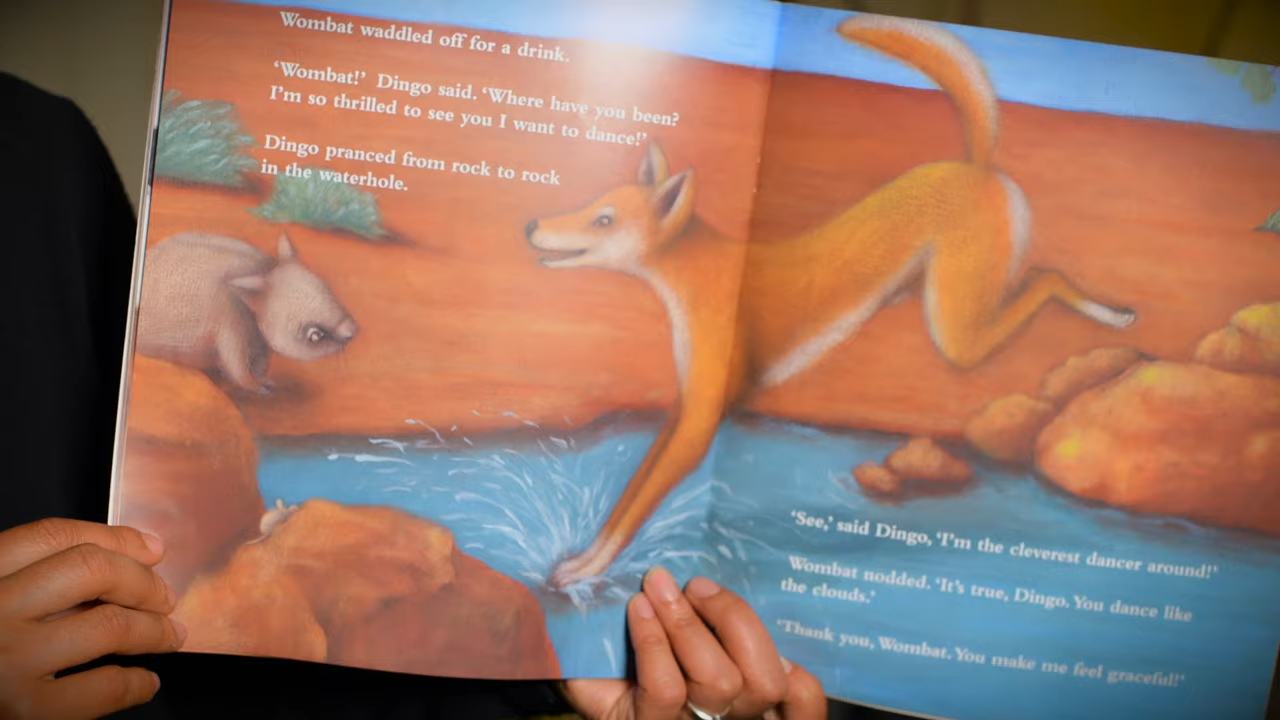 Wombat waddled off for a drink.
‘Wombat!’ Dingo said. ‘Where have you been?
I’m so thrilled to see you I want to dance!’
Dingo pranced from rock to rock
in the waterhole.
‘See,’ said Dingo, ‘I’m the cleverest dancer around!’
Wombat nodded. ‘It’s true, Dingo. You dance like
the clouds.’
‘Thank you, Wombat. You make me feel graceful!’